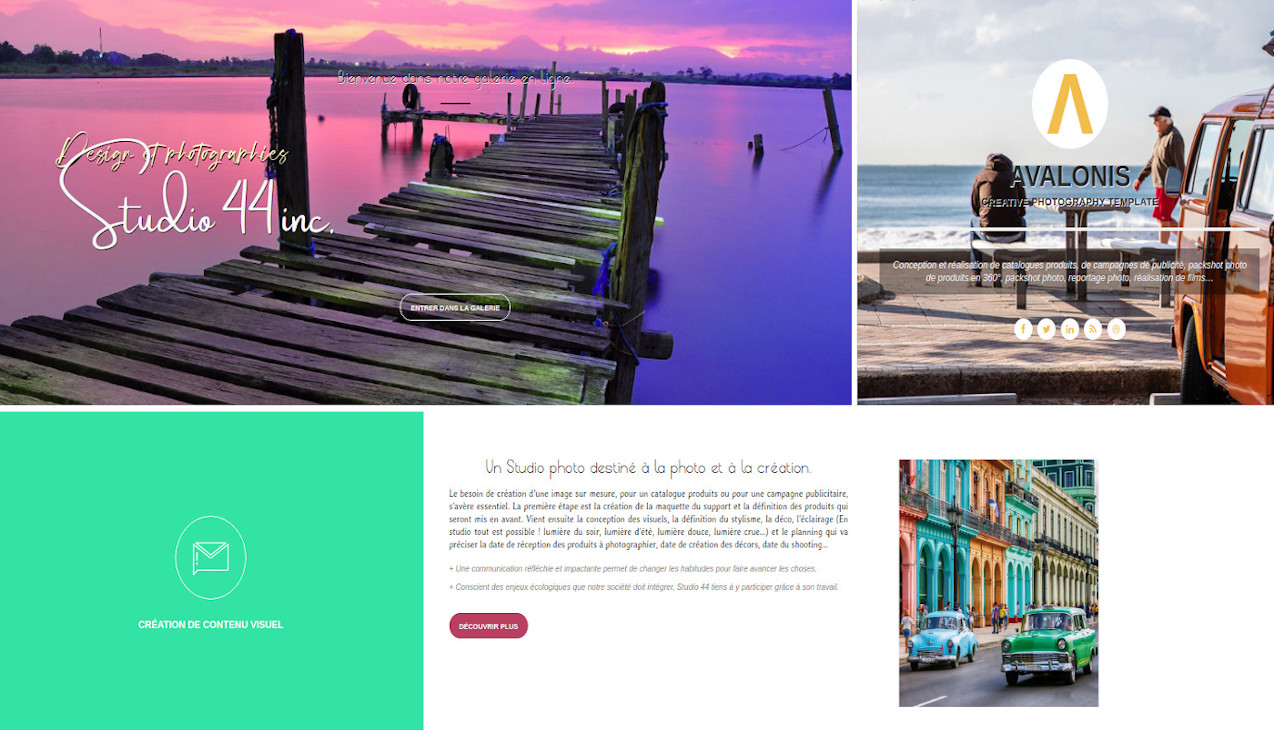 Bienvenue dans notre galerie en ligne.
Design et photographies
Studio 44 inc.
ENTRER DANS LA GALERIE
AVALONIS
CREATIVE PHOTOGRAPHY TEMPLATE
Conception et réalisation de catalogues produits, de campagnes de publicité, packshot photo
de produits en 360°, packshot photo, reportage photo, réalisation de films...
CRÉATION DE CONTENU VISUEL
Un Studio photo destiné à la photo et à la création.
Le besoin de création d'une image sur mesure, pour un catalogue produits ou pour une campagne publicitaire,
s'avère essentiel. La première étape est la création de la maquette du support et la définition des produits qui
seront mis en avant. Vient ensuite la conception des visuels, la définition du stylisme, la déco, l'éclairage (En
studio tout est possible ! lumière du soir, lumière d'été, lumière douce, lumière crue...) et le planning qui va
préciser la date de réception des produits à photographier, date de création des décors, date du shooting...
+ Une communication réfléchie et impactante permet de changer les habitudes pour faire avancer les choses.
+ Conscient des enjeux écologiques que notre société doit intégrer, Studio 44 tiens à y participer grâce à son travail.
DÉCOUVRIR PLUS